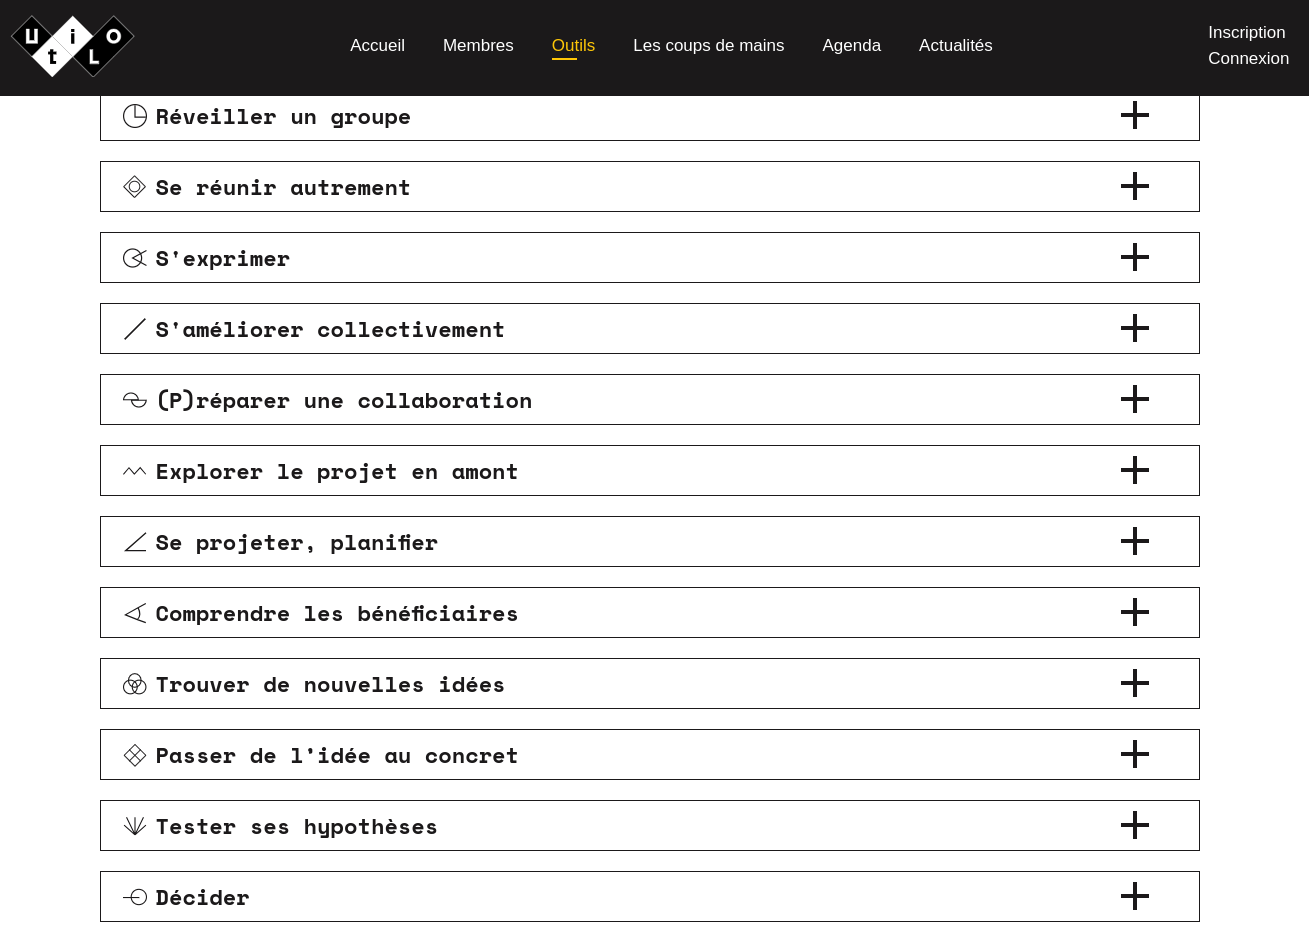 utilo
Accueil Membres Outils Les coups de mains Agenda Actualités
Inscription
Connexion
Réveiller un groupe
Se réunir autrement
S'exprimer
S'améliorer collectivement
(P)réparer une collaboration
Explorer le projet en amont
Se projeter, planifier
Comprendre les bénéficiaires
Trouver de nouvelles idées
Passer de l’idée au concret
Tester ses hypothèses
Décider